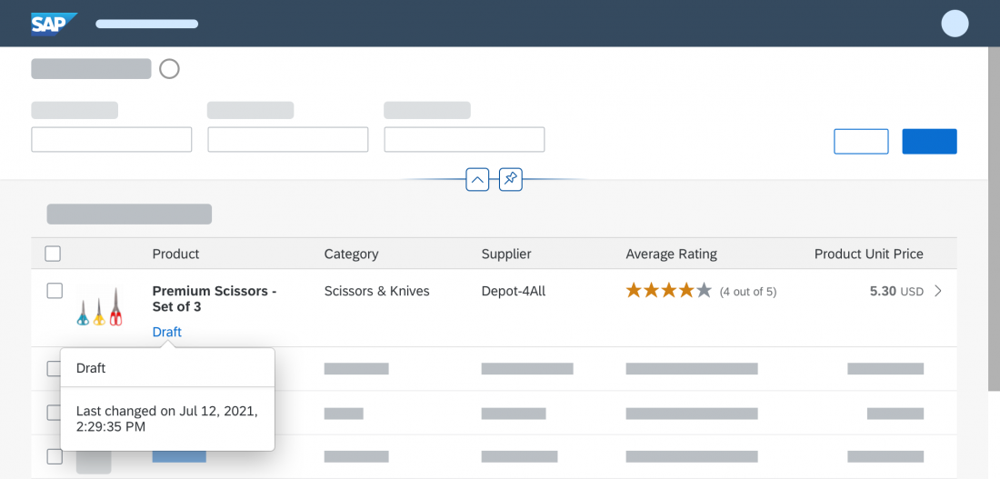 SAP
Product Category Supplier Average Rating Product Unit Price
Premium Scissors -
Set of 3
Scissors & Knives Depot-4All (4 out of 5) 5.30 USD
Draft
Draft
Last changed on Jul 12, 2021,
2:29:35 PM